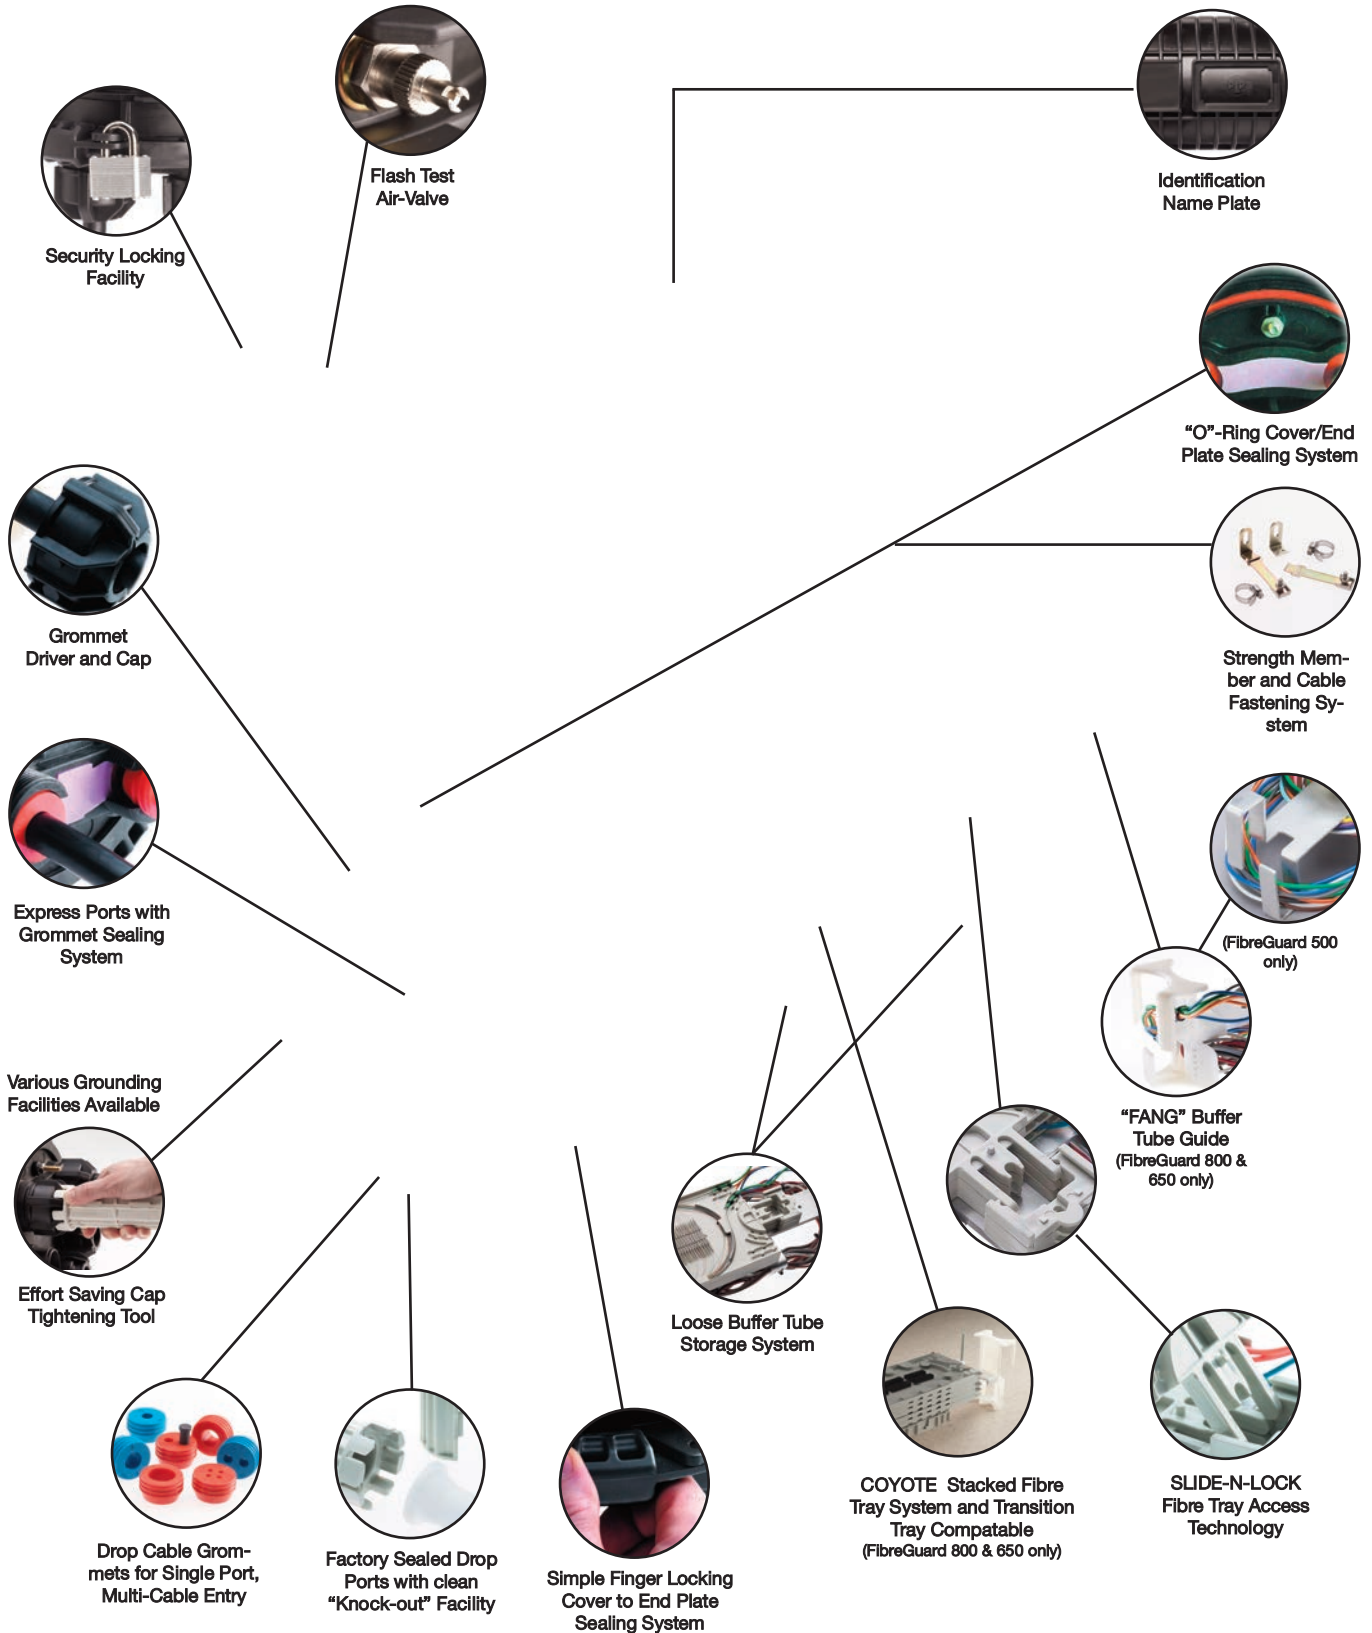 Flash Test
Air-Valve
Identification
Name Plate
Security Locking
Facility
“O”-Ring Cover/End
Plate Sealing System
Grommet
Driver and Cap
Strength Mem-
ber and Cable
Fastening Sy-
stem
Express Ports with
Grommet Sealing
System
(FibreGuard 500
only)
Various Grounding
Facilities Available
“FANG” Buffer
Tube Guide
(FibreGuard 800 &
650 only)
Effort Saving Cap
Tightening Tool
Loose Buffer Tube
Storage System
COYOTE  Stacked Fibre
Tray System and Transition
Tray Compatable
(FibreGuard 800 & 650 only)
SLIDE-N-LOCK
Fibre Tray Access
Technology
Drop Cable Grom-
mets for Single Port,
Multi-Cable Entry
Factory Sealed Drop
Ports with clean
“Knock-out” Facility
Simple Finger Locking
Cover to End Plate
Sealing System